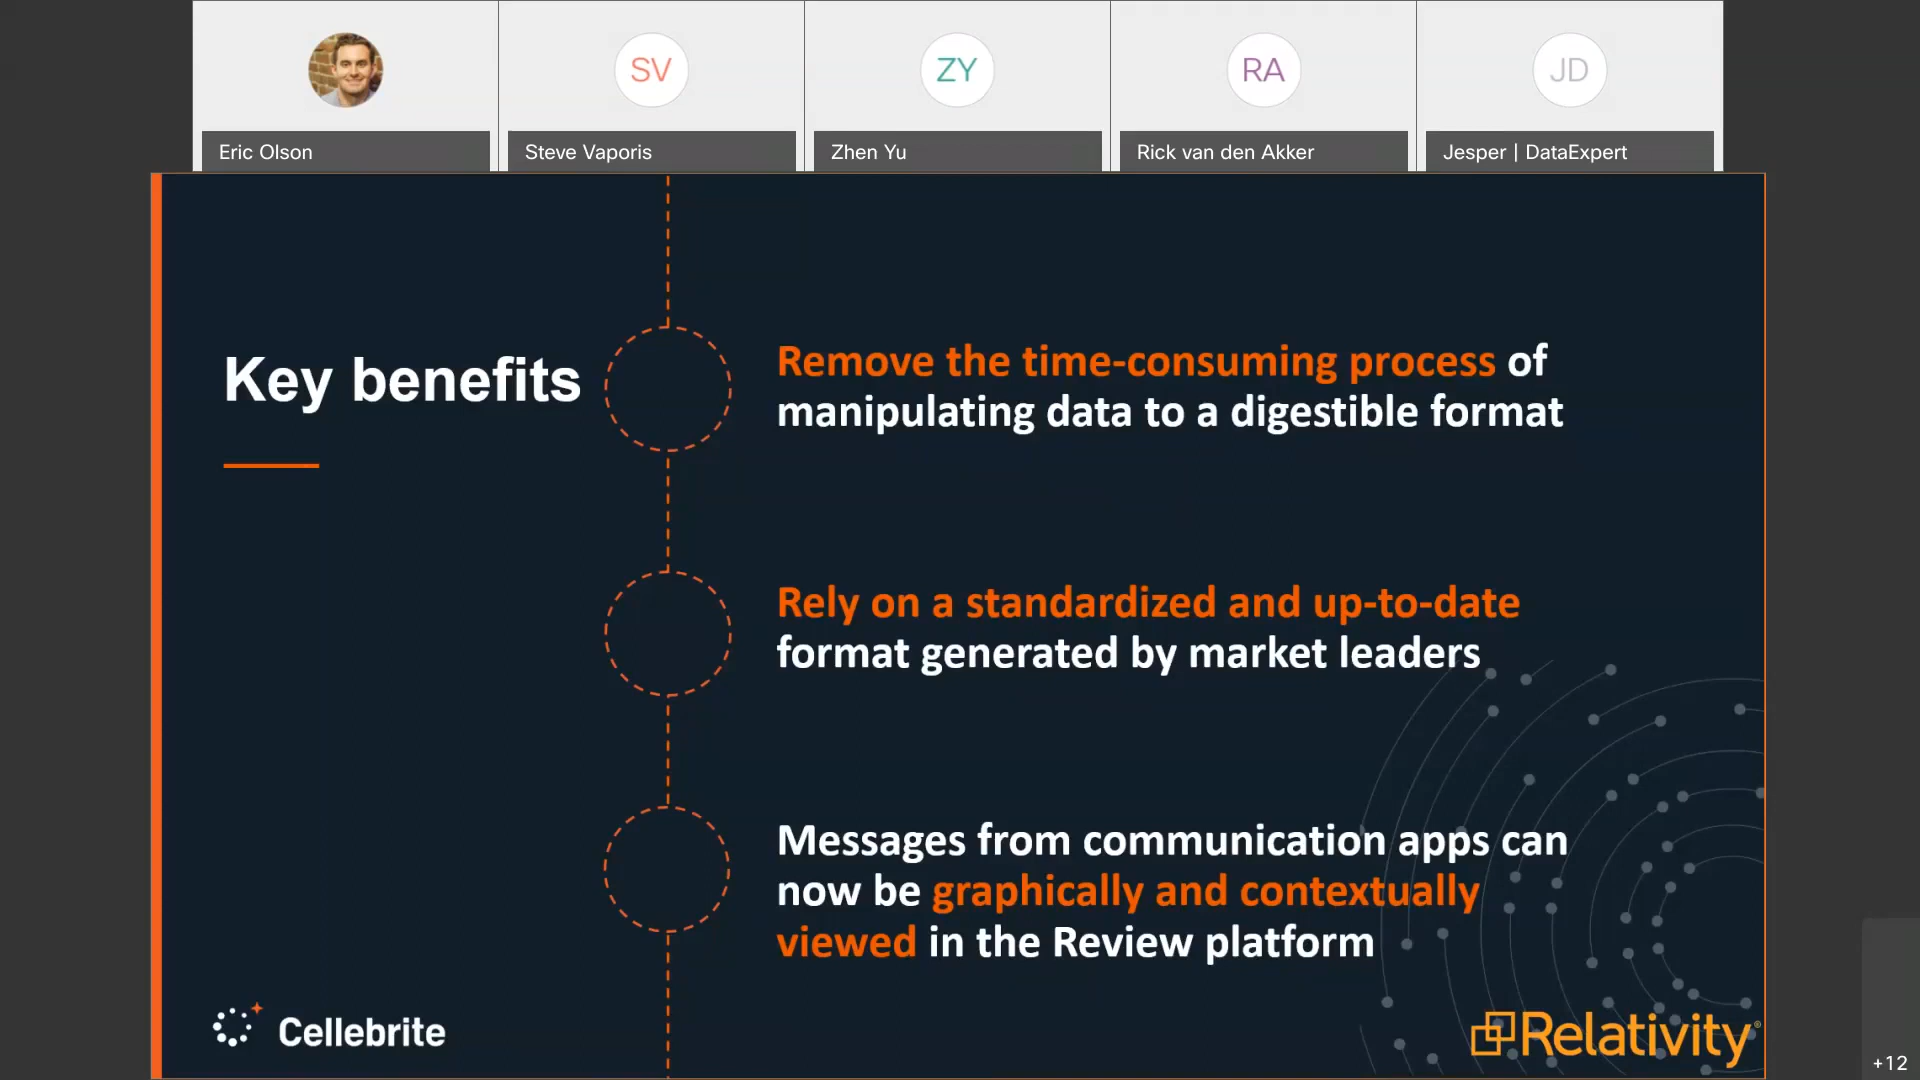 SV
ZY
RA
JD
Eric Olson
Steve Vaporis
Zhen Yu
Rick van den Akker
Jesper | DataExpert
Key benefits
Remove the time-consuming process of
manipulating data to a digestible format
Rely on a standardized and up-to-date
format generated by market leaders
Messages from communication apps can
now be graphically and contextually
viewed in the Review platform
Cellebrite
Relativity®
+12